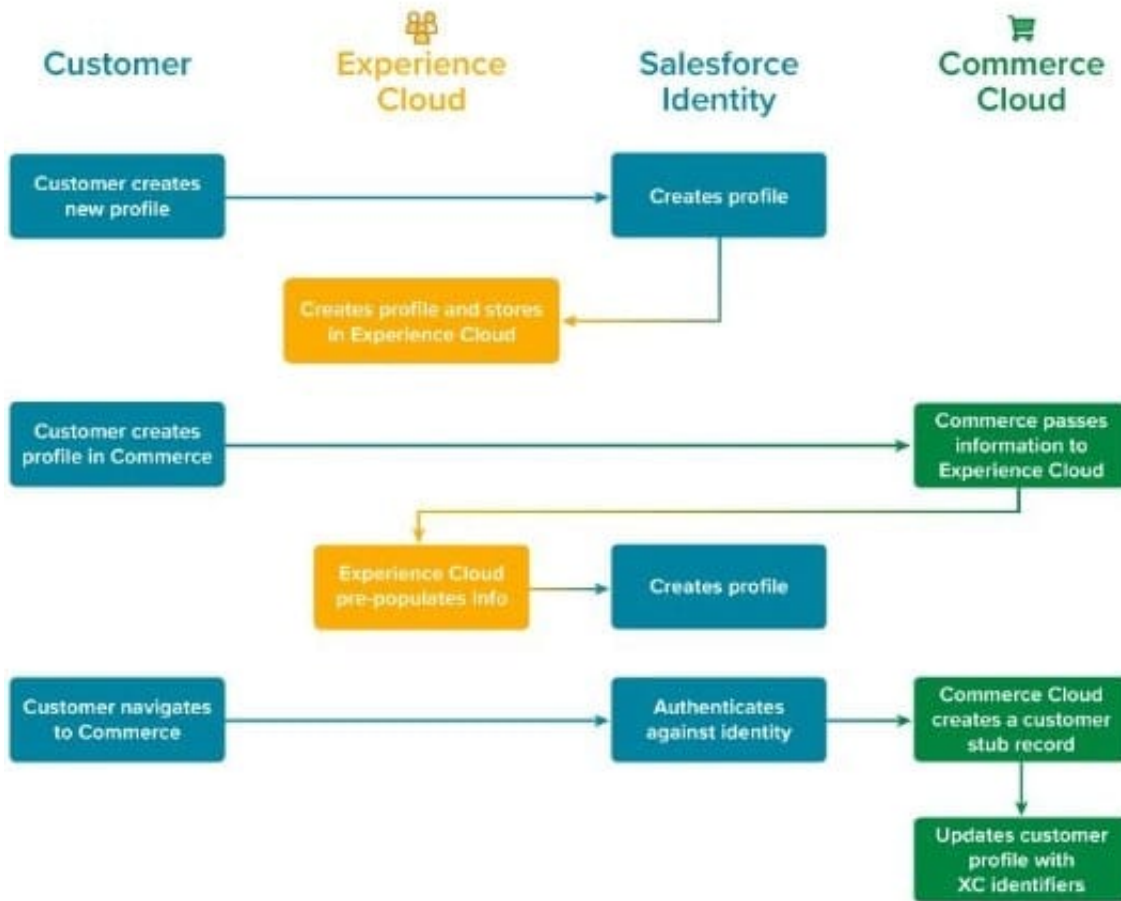 Customer
Experience
Cloud
Salesforce
Identity
Commerce
Cloud
Customer creates
new profile
Creates profile
Creates profile and stores
in Experience Cloud
Customer creates
profile in Commerce
Commerce passes
information to
Experience Cloud
Experience Cloud
pre-populates info
Creates profile
Customer navigates
to Commerce
Authenticates
against identity
Commerce Cloud
creates a customer
stub record
Updates customer
profile with
XC identifiers